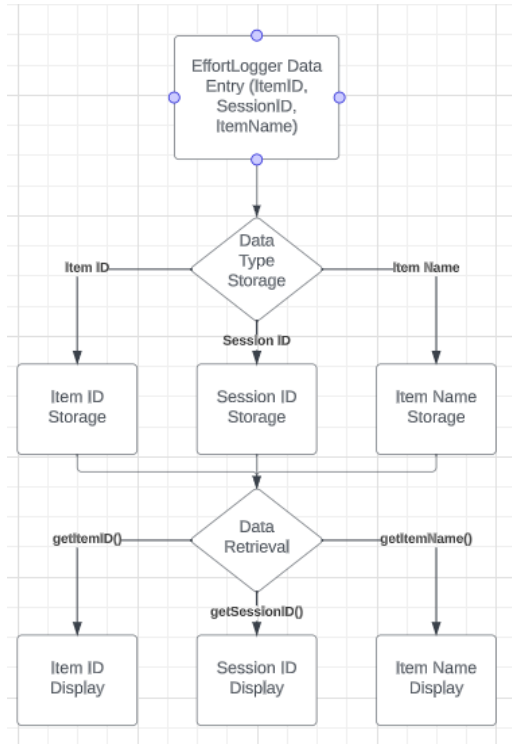 EffortLogger Data
Entry (ItemID,
SessionID,
ItemName)
Data
Type
Storage
Item ID
Item Name
Session ID
Item ID
Storage
Session ID
Storage
Item Name
Storage
Data
Retrieval
getItemID()
getItemName()
getSessionID()
Item ID
Display
Session ID
Display
Item Name
Display